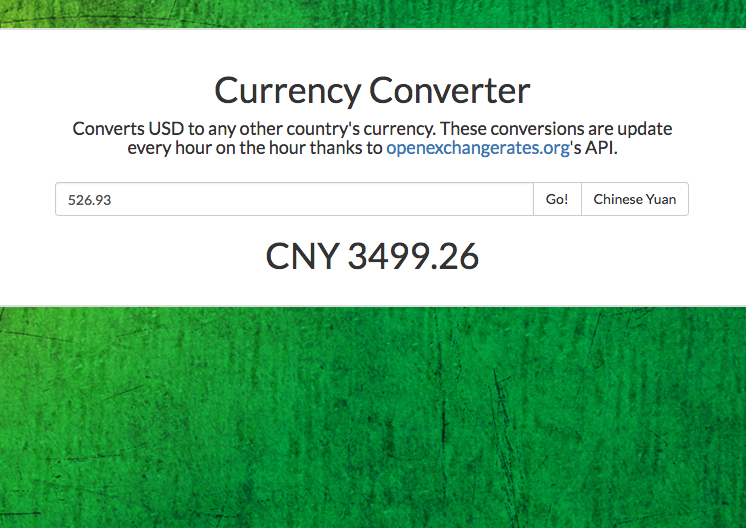 Currency Converter
Converts USD to any other country's currency. These conversions are update
every hour on the hour thanks to openexchangerates.org's API.
526.93 Go! Chinese Yuan
CNY 3499.26